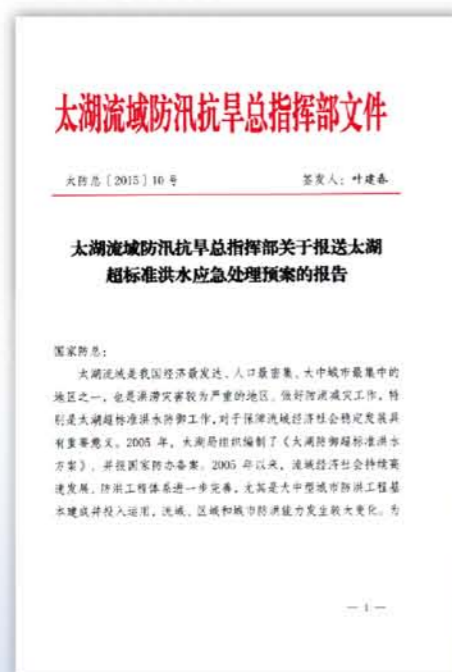 太湖流域防汛抗旱总指挥部文件
太防总〔2015〕10 号 签发人：叶建春
太湖流域防汛抗旱总指挥部关于报送太湖
超标准洪水应急处理预案的报告
国家防总：
太湖流域是我国经济最发达、人口最密集、大中城市最集中的
地区之一，也是洪涝灾害较为严重的地区。做好防洪减灾工作，特
别是太湖超标准洪水防御工作，对于保障流域经济社会稳定发展具
有重要意义。2005 年，太湖局组织编制了《太湖防御超标准洪水
方案》，并报国家防办备案。2005 年以来，流域经济社会持续高
速发展，防洪工程体系进一步完善，尤其是大中型城市防洪工程基
本建成并投入运用，流域、区域和城市防洪能力发生较大变化。为
— 1 —